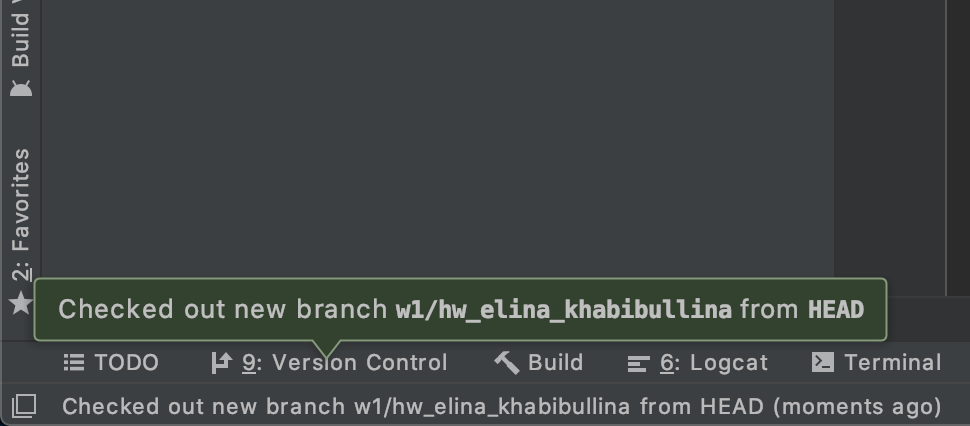 Build
2: Favorites
Checked out new branch w1/hw_elina_khabibullina from HEAD
TODO 9: Version Control Build 6: Logcat Terminal
Checked out new branch w1/hw_elina_khabibullina from HEAD (moments ago)